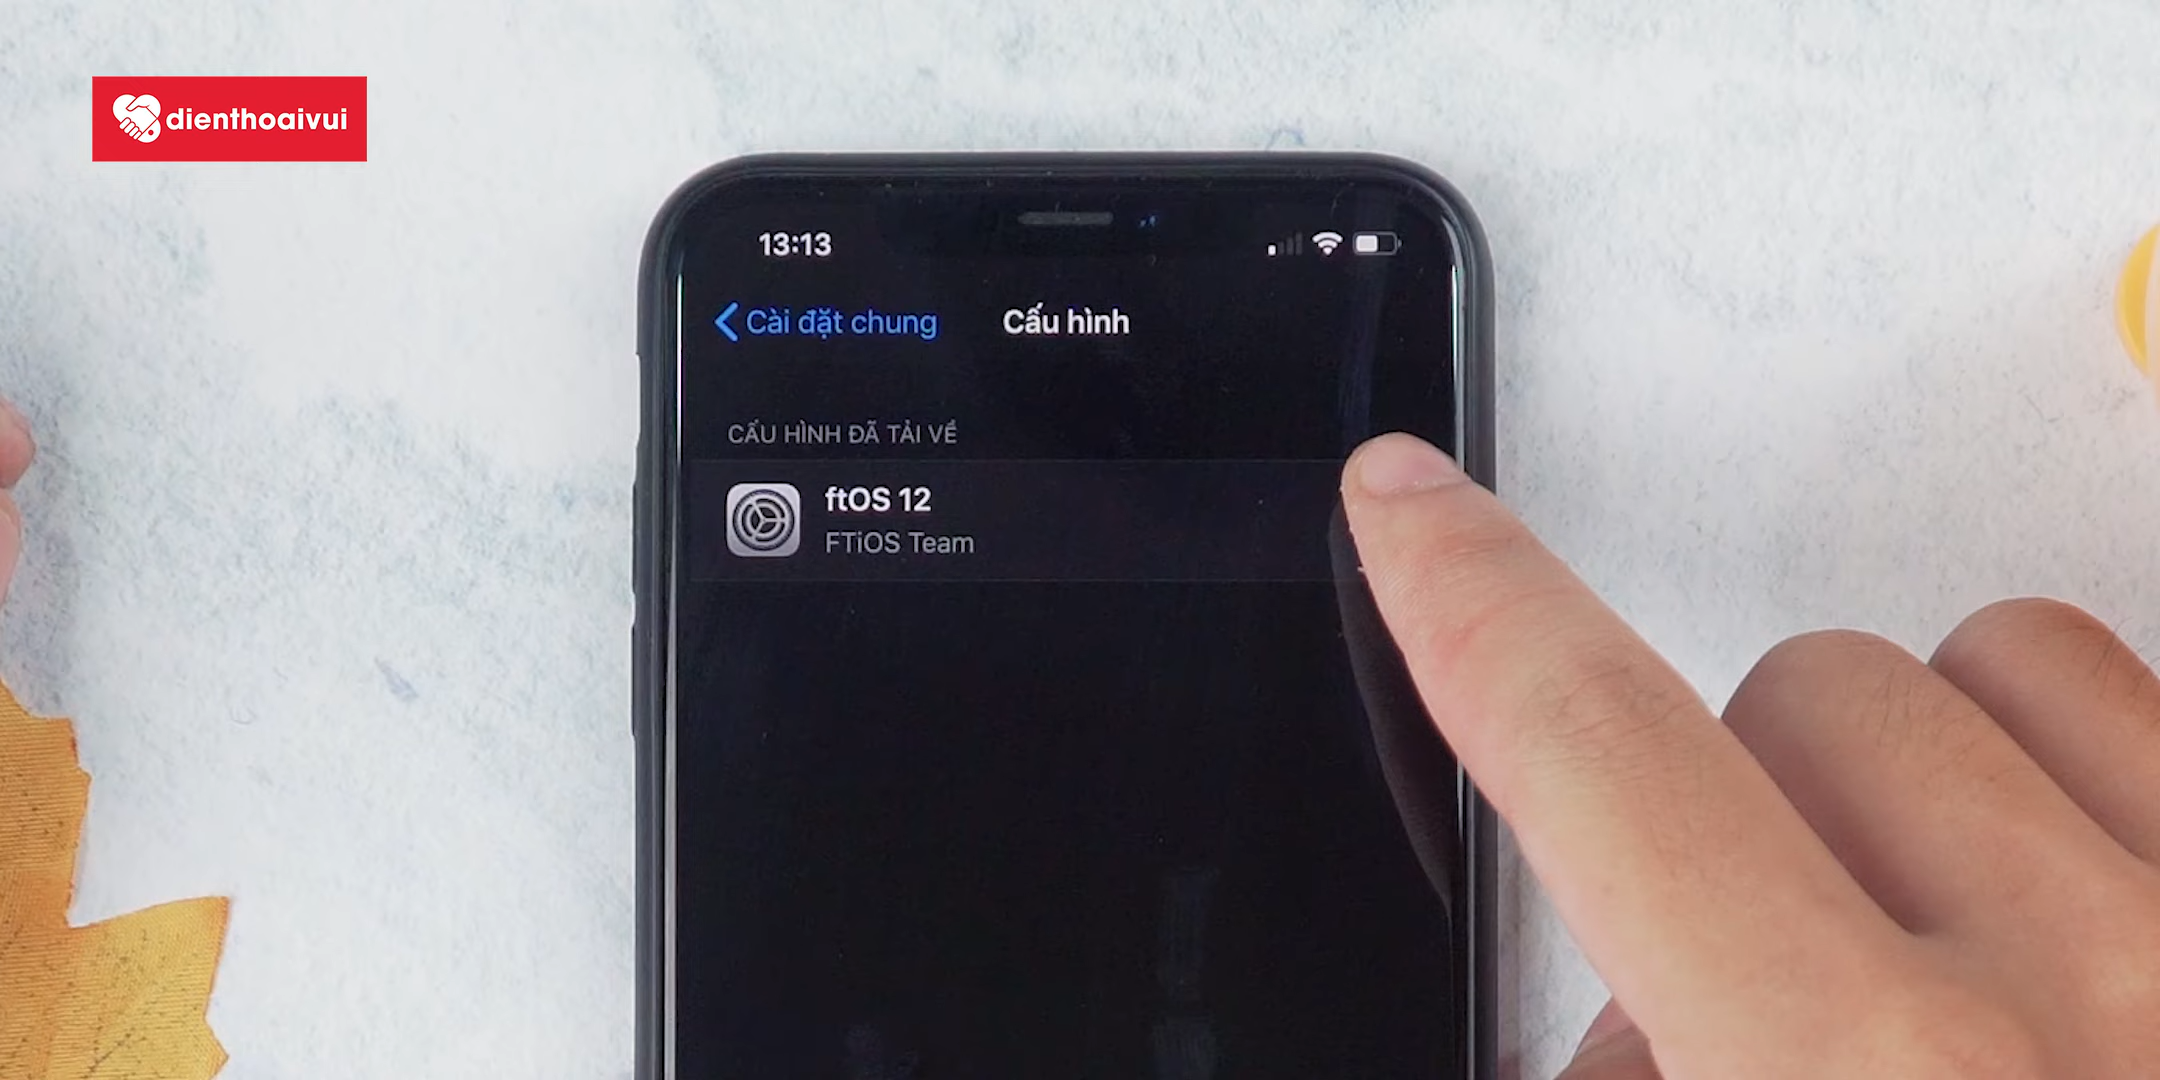 dienthoaivui
13:13
Cài đặt chung
Cấu hình
CẤU HÌNH ĐÃ TẢI VỀ
ftOS 12
FTiOS Team